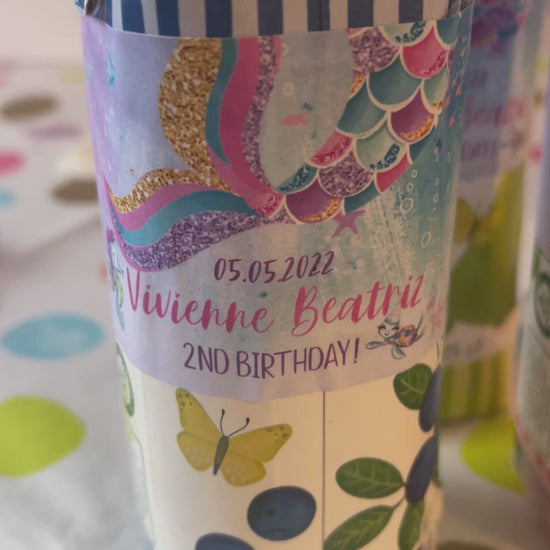 05.05.2022
Vivienne Beatriz
2ND BIRTHDAY!